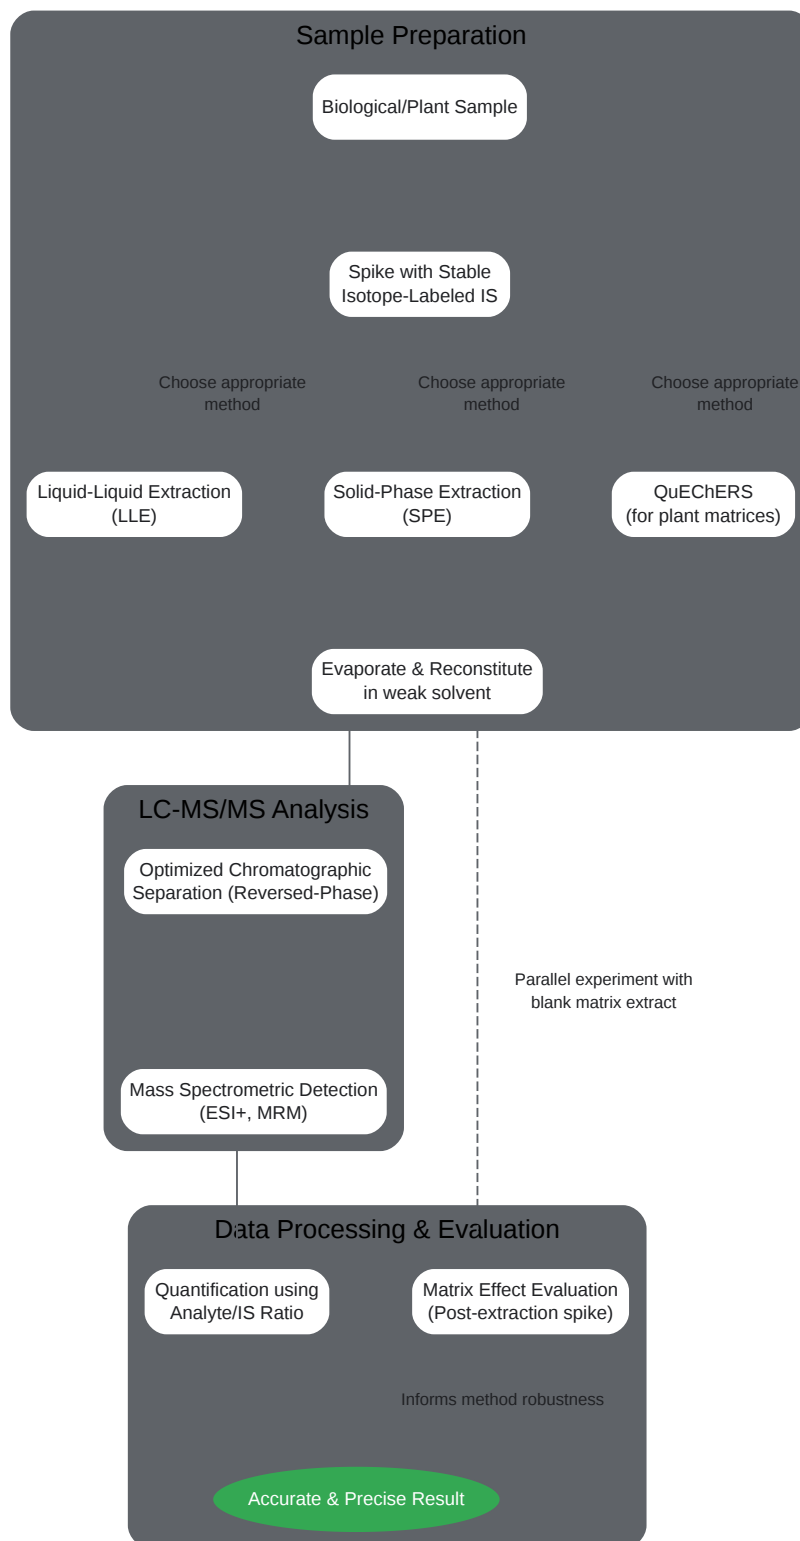 Sample Preparation
Biological/Plant Sample
Spike with Stable
Isotope-Labeled IS
Choose appropriate
method
Choose appropriate
method
Choose appropriate
method
Liquid-Liquid Extraction
(LLE)
Solid-Phase Extraction
(SPE)
QuEChERS
(for plant matrices)
Evaporate & Reconstitute
in weak solvent
LC-MS/MS Analysis
Optimized Chromatographic
Separation (Reversed-Phase)
Parallel experiment with
blank matrix extract
Mass Spectrometric Detection
(ESI+, MRM)
Data Processing & Evaluation
Quantification using
Analyte/IS Ratio
Matrix Effect Evaluation
(Post-extraction spike)
Informs method robustness
Accurate & Precise Result